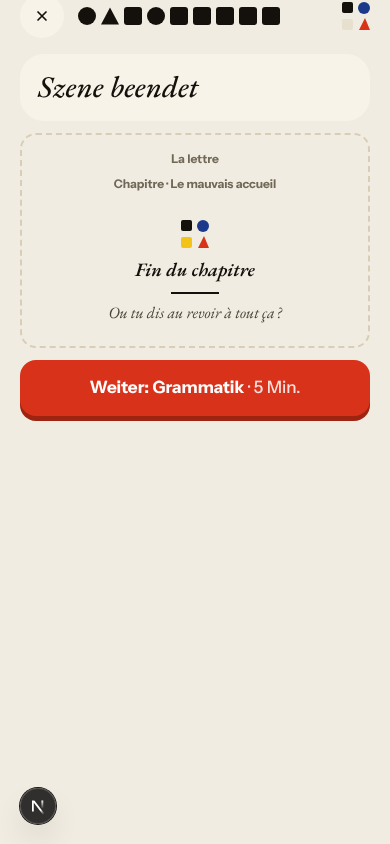 Szene beendet
La lettre
Chapitre · Le mauvais accueil
Fin du chapitre
Ou tu dis au revoir à tout ça ?
Weiter: Grammatik · 5 Min.
N